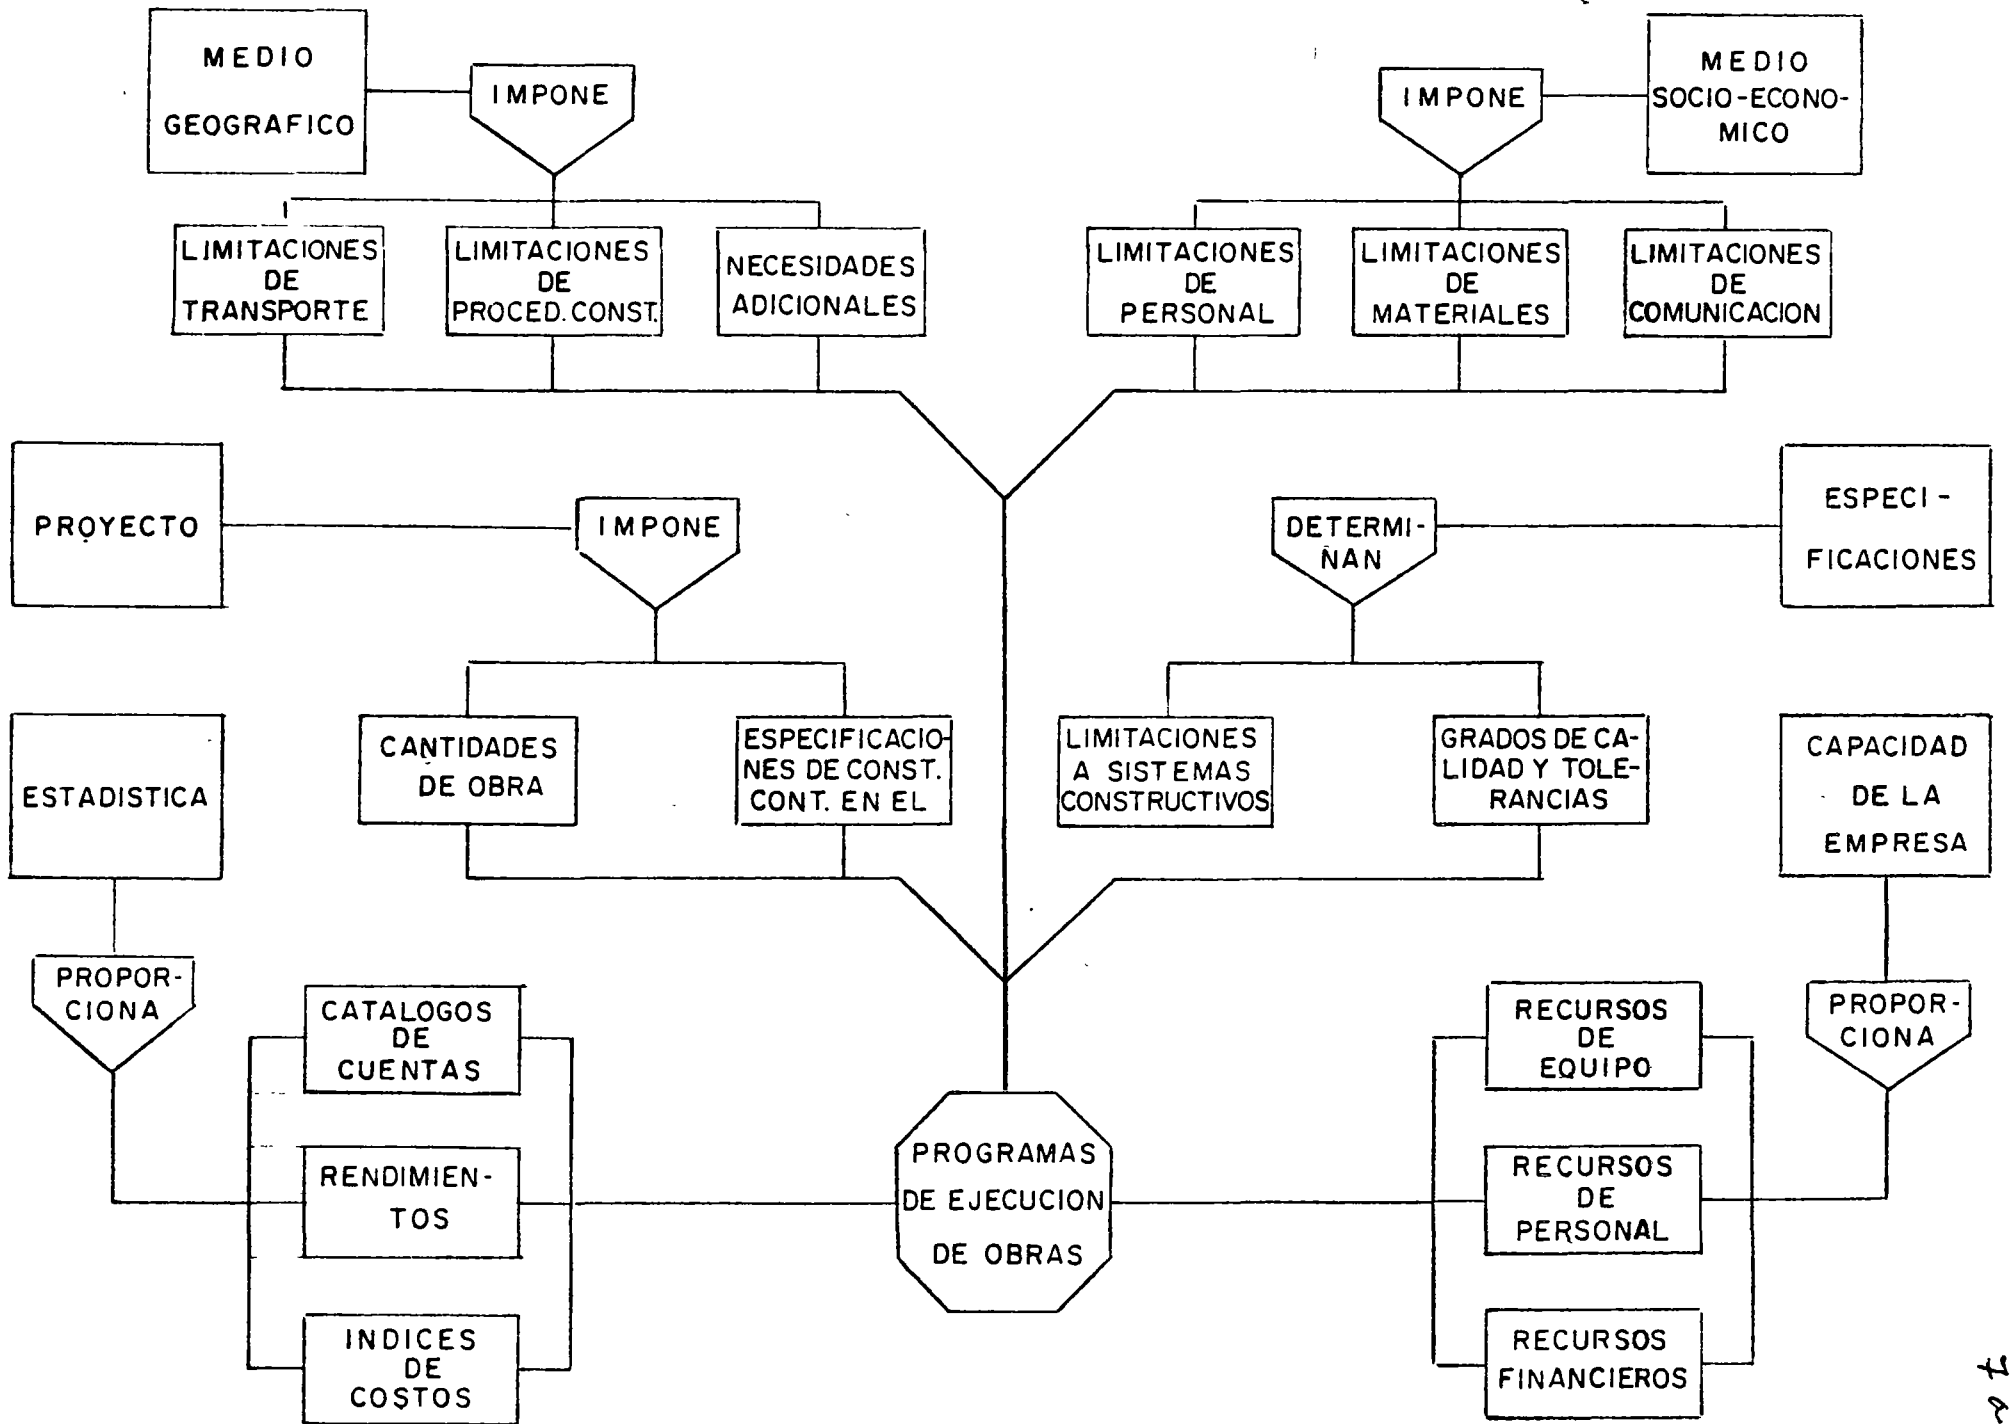 MEDIO
GEOGRAFICO
IMPONE
LIMITACIONES
DE
TRANSPORTE
LIMITACIONES
DE
PROCED. CONST.
NECESIDADES
ADICIONALES
IMPONE
MEDIO
SOCIO-ECONO-
MICO
LIMITACIONES
DE
PERSONAL
LIMITACIONES
DE
MATERIALES
LIMITACIONES
DE
COMUNICACION
PROYECTO
IMPONE
CANTIDADES
DE OBRA
ESPECIFICACIO-
NES DE CONST.
CONT. EN EL
DETERMI-
NAN
ESPECI-
FICACIONES
LIMITACIONES
A SISTEMAS
CONSTRUCTIVOS
GRADOS DE CA-
LIDAD Y TOLE-
RANCIAS
ESTADISTICA
PROPOR-
CIONA
CATALOGOS
DE
CUENTAS
RENDIMIEN-
TOS
INDICES
DE
COSTOS
PROGRAMAS
DE EJECUCION
DE OBRAS
CAPACIDAD
DE LA
EMPRESA
PROPOR-
CIONA
RECURSOS
DE
EQUIPO
RECURSOS
DE
PERSONAL
RECURSOS
FINANCIEROS